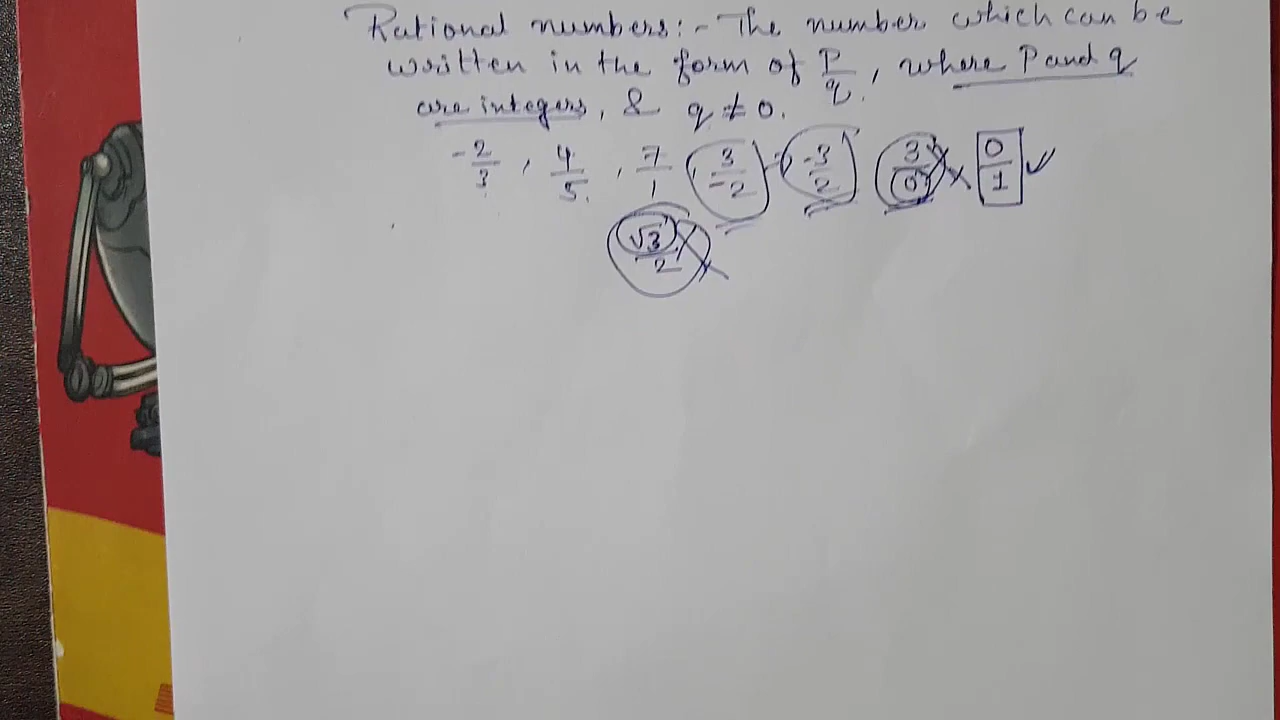 Rational numbers:- The number which can be
written in the form of P/q, where P and q
are integers, & q ≠ 0.
-2/3, 4/5, 7/1, 3/-2, -3/2 3/0 × 0/1 ✓
√3/2 ×